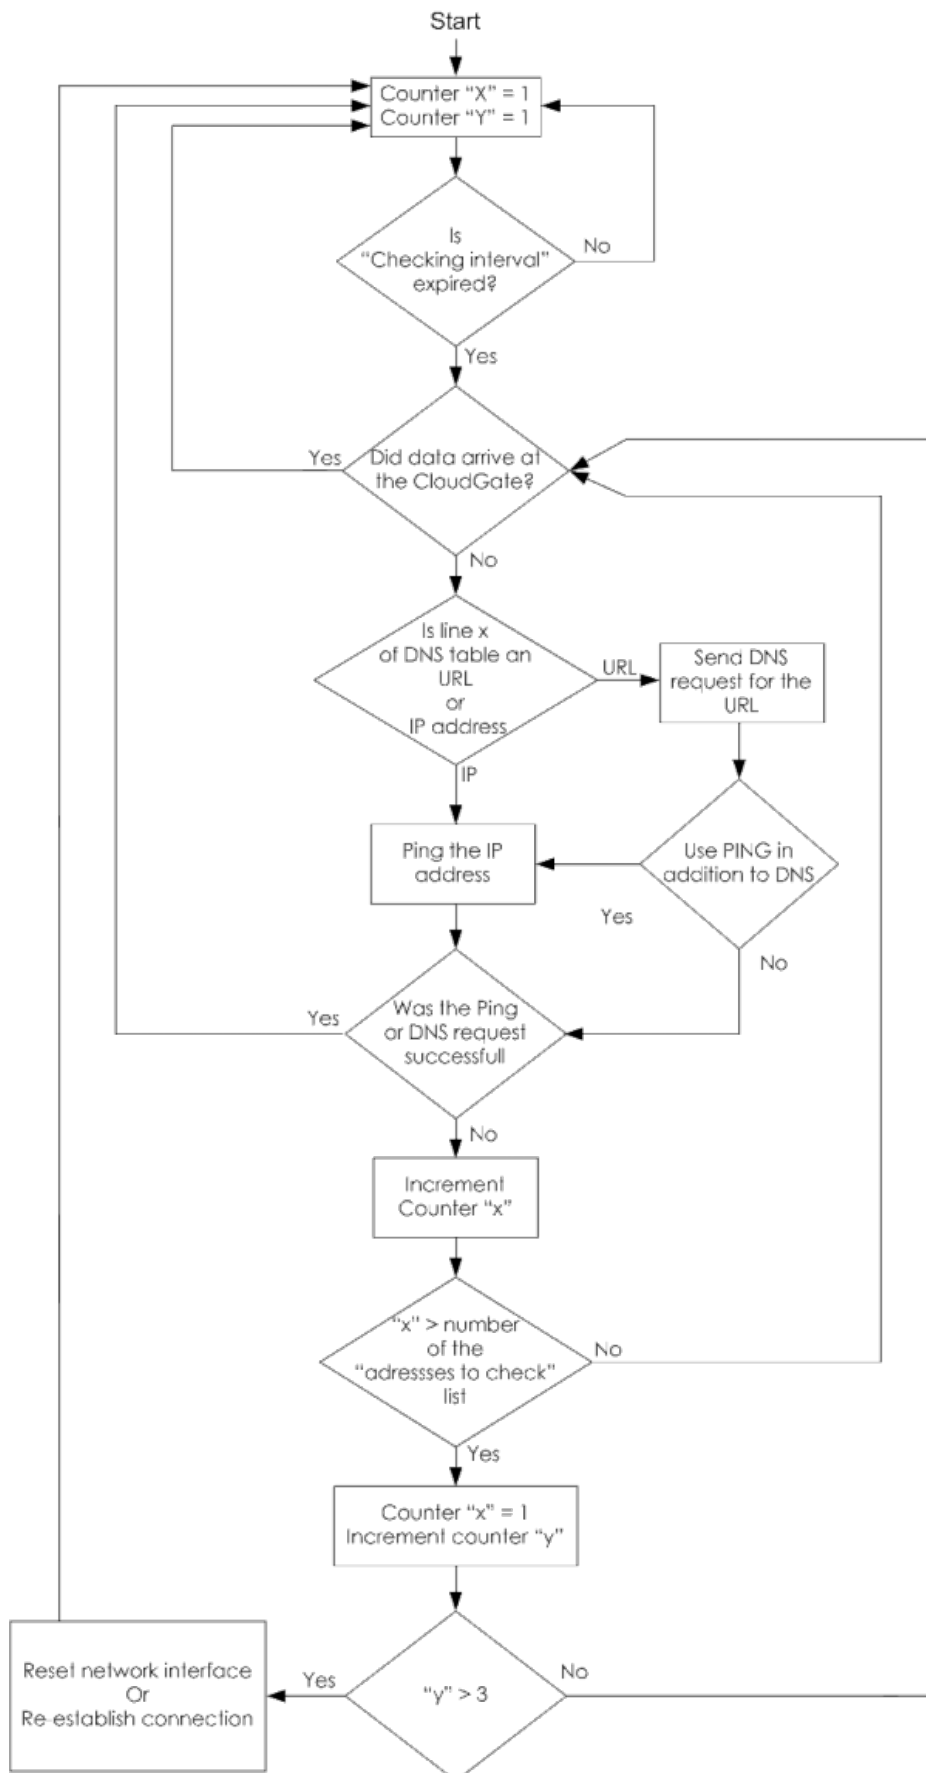 Start
Counter “X” = 1
Counter “Y” = 1
Is
“Checking interval”
expired?
No
Yes
Did data arrive at
the CloudGate?
Yes
No
Is line x
of DNS table an
URL
or
IP address
URL
Send DNS
request for the
URL
IP
Ping the IP
address
Use PING in
addition to DNS
Yes
No
Was the Ping
or DNS request
successfull
Yes
No
Increment
Counter “x”
“x” > number
of the
“adressses to check”
list
No
Yes
Counter “x” = 1
Increment counter “y”
Reset network interface
Or
Re-establish connection
Yes
“y” > 3
No